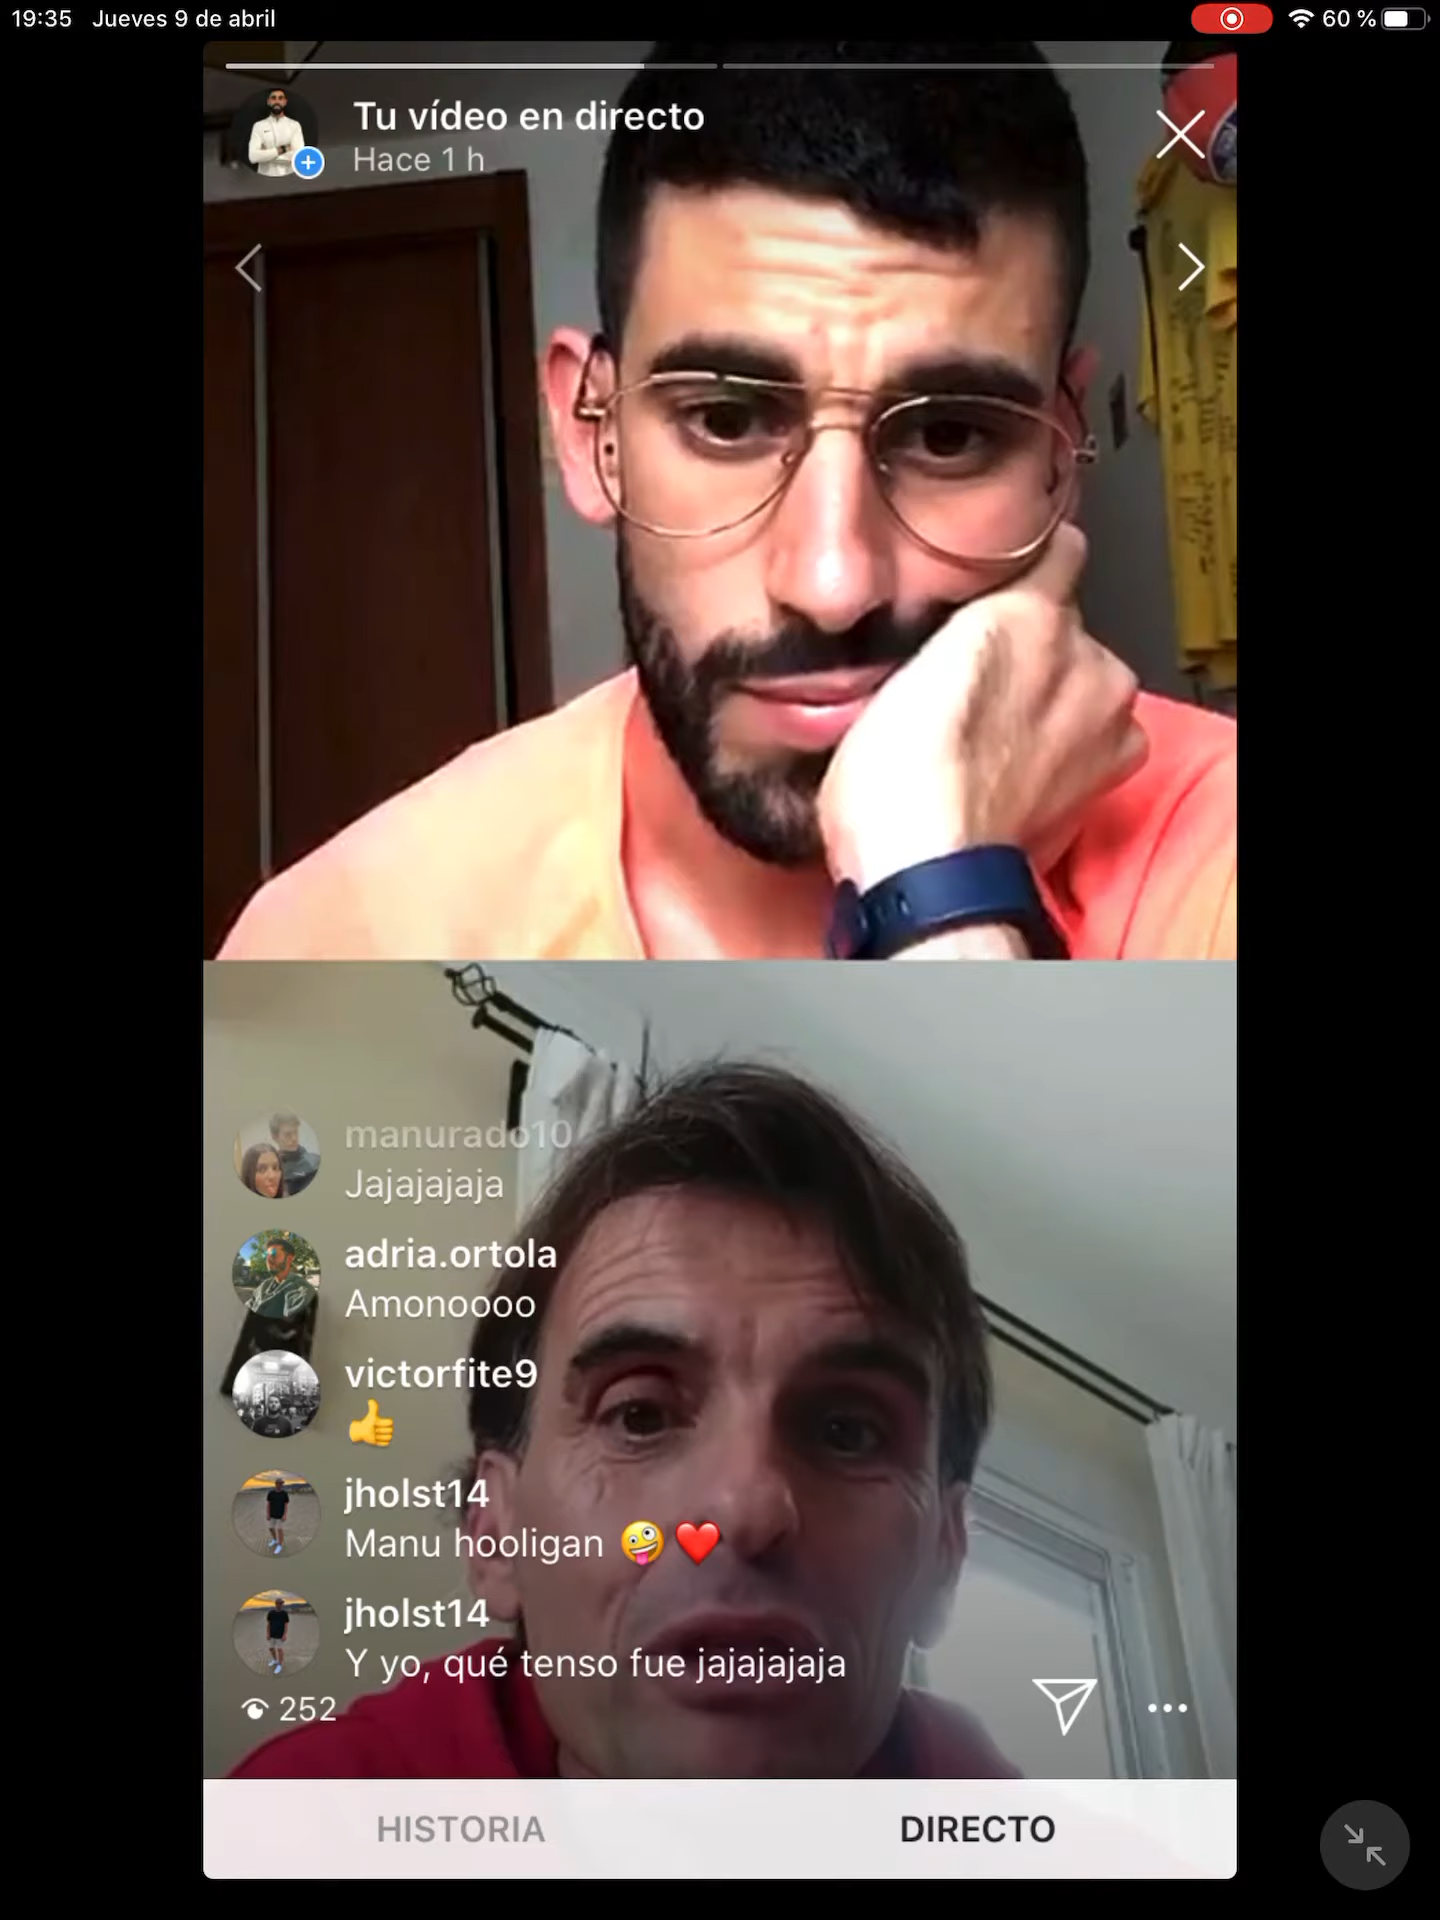 19:35 Jueves 9 de abril
60 %
Tu vídeo en directo
Hace 1 h
manurado10
Jajajajaja
adria.ortola
Amonoooo
victorfite9
👍
jholst14
Manu hooligan 🤪 ❤️
jholst14
Y yo, qué tenso fue jajajajaja
252
HISTORIA
DIRECTO